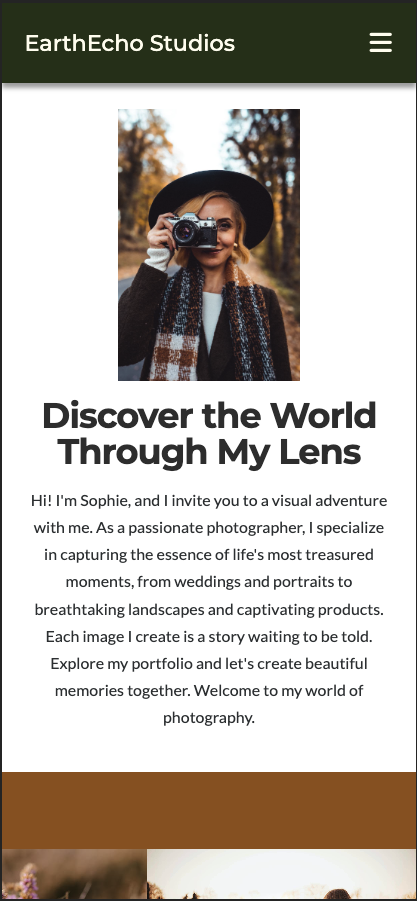 EarthEcho Studios
Discover the World
Through My Lens
Hi! I'm Sophie, and I invite you to a visual adventure
with me. As a passionate photographer, I specialize
in capturing the essence of life's most treasured
moments, from weddings and portraits to
breathtaking landscapes and captivating products.
Each image I create is a story waiting to be told.
Explore my portfolio and let's create beautiful
memories together. Welcome to my world of
photography.